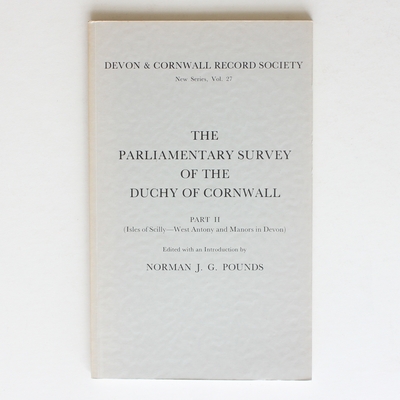 DEVON & CORNWALL RECORD SOCIETY
New Series, Vol. 27
THE
PARLIAMENTARY SURVEY
OF THE
DUCHY OF CORNWALL
PART II
(Isles of Scilly—West Antony and Manors in Devon)
Edited with an Introduction by
NORMAN J. G. POUNDS